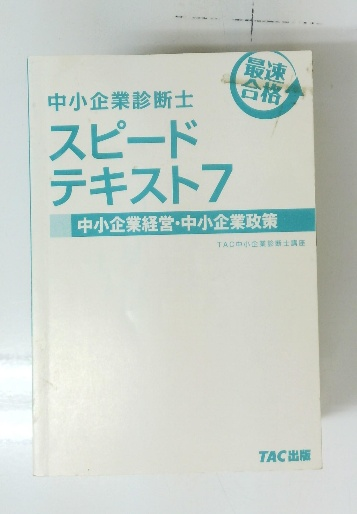 最速
合格
中小企業診断士
スピード
テキスト7
中小企業経営・中小企業政策
TAC中小企業診断士講座
TAC出版